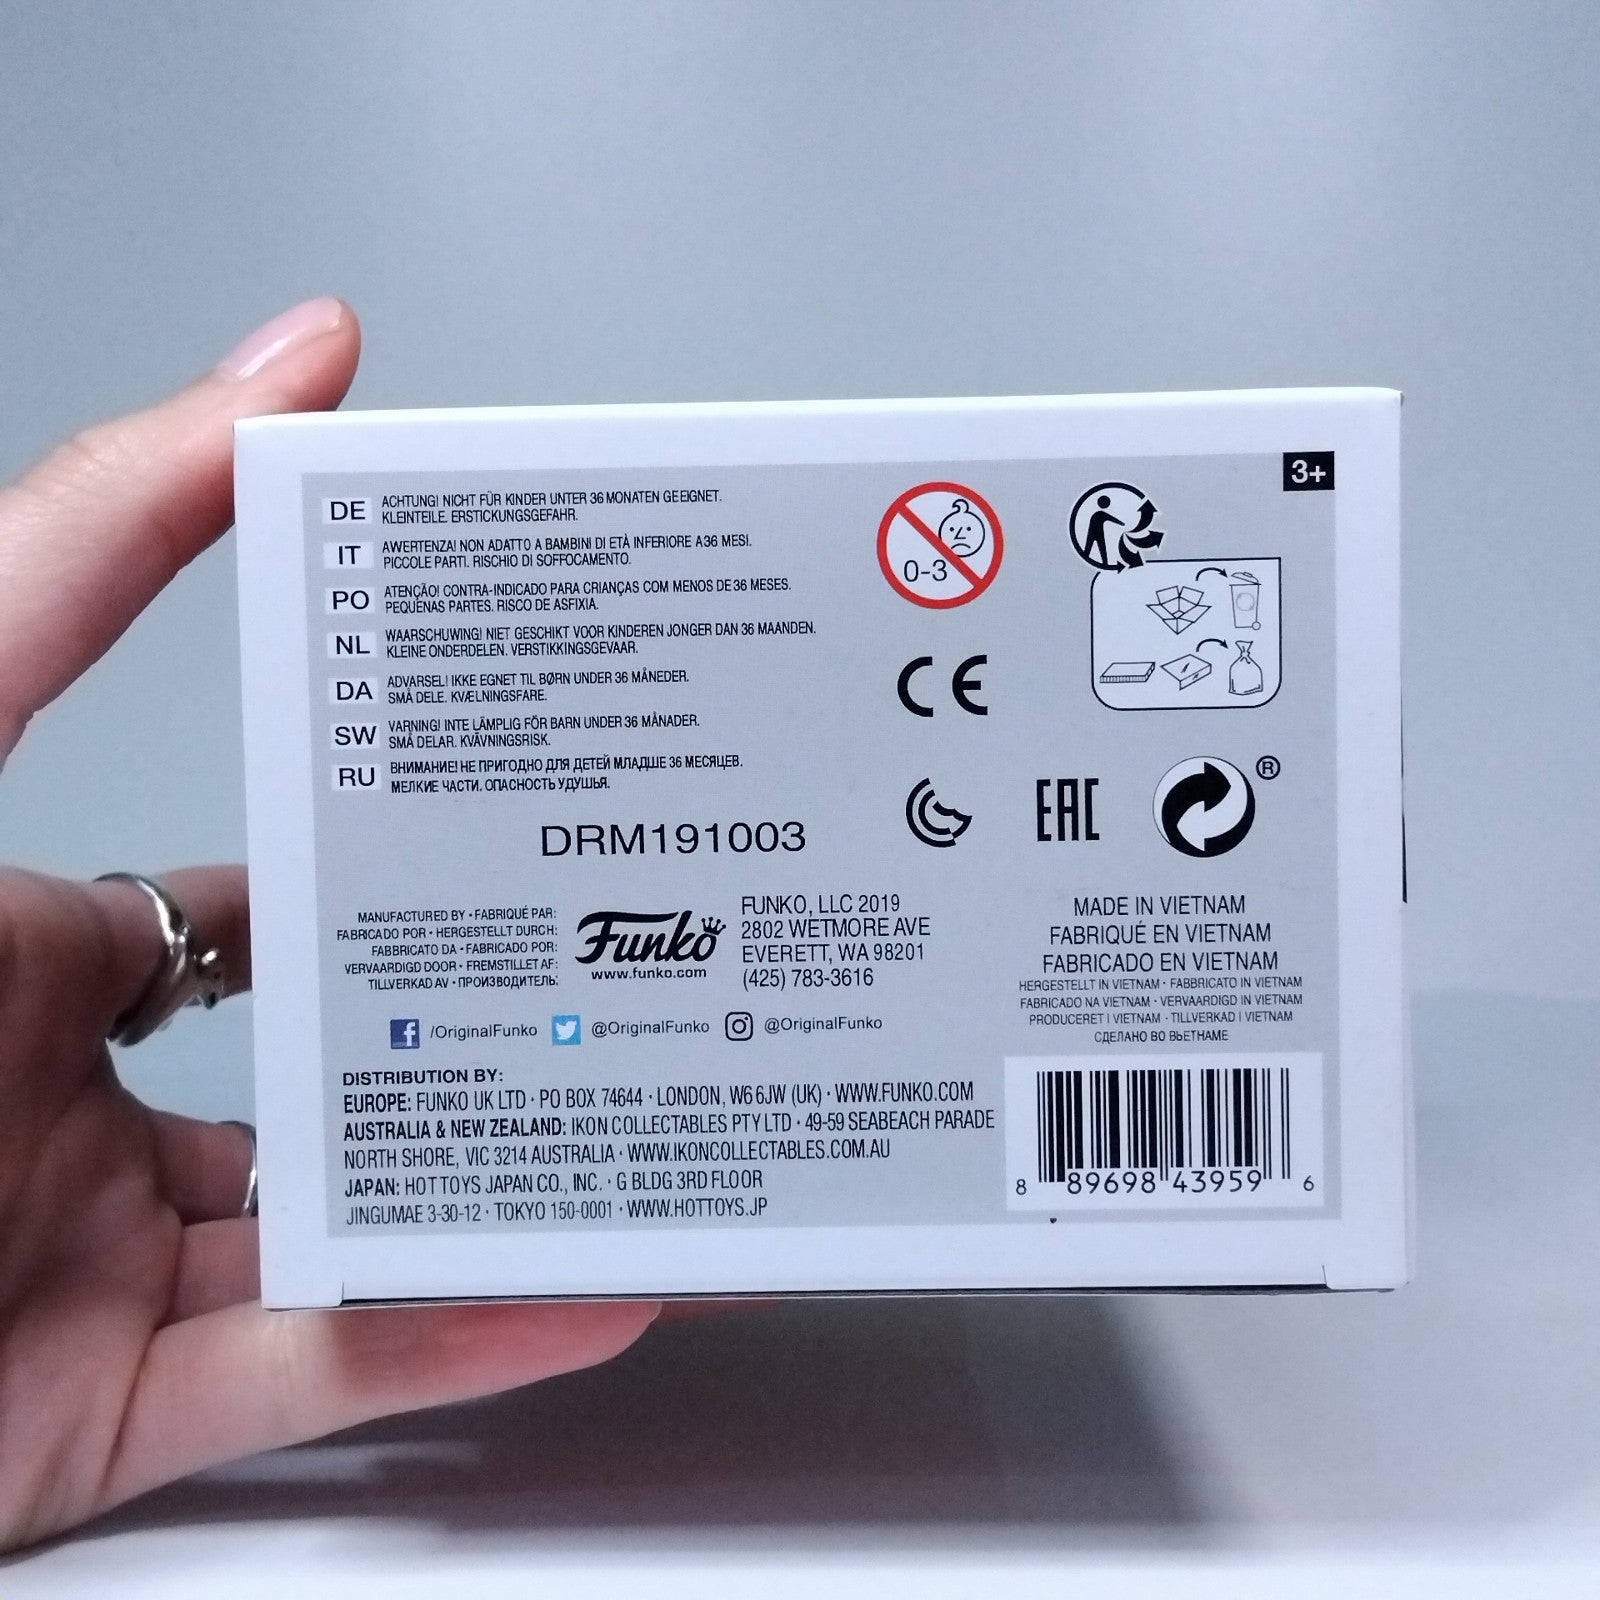 3+
DE ACHTUNG! NICHT FÜR KINDER UNTER 36 MONATEN GEEIGNET.
KLEINTEILE. ERSTICKUNGSGEFAHR.
IT AWERTENZA! NON ADATTO A BAMBINI DI ETÀ INFERIORE A36 MESI.
PICCOLE PARTI. RISCHIO DI SOFFOCAMENTO.
PO ATENÇÃO! CONTRA-INDICADO PARA CRIANÇAS COM MENOS DE 36 MESES.
PEQUENAS PARTES. RISCO DE ASFIXIA.
NL WAARSCHUWING! NIET GESCHIKT VOOR KINDEREN JONGER DAN 36 MAANDEN.
KLEINE ONDERDELEN. VERSTIKKINGSGEVAAR.
DA ADVARSEL! IKKE EGNET TIL BØRN UNDER 36 MÅNEDER.
SMÅ DELE. KVÆLNINGSFARE.
SW VARNING! INTE LÄMPLIG FÖR BARN UNDER 36 MÅNADER.
SMÅ DELAR. KVÄVNINGSRISK.
RU ВНИМАНИЕ! НЕ ПРИГОДНО ДЛЯ ДЕТЕЙ МЛАДШЕ 36 МЕСЯЦЕВ.
МЕЛКИЕ ЧАСТИ. ОПАСНОСТЬ УДУШЬЯ.
0-3
CE
EAC
®
DRM191003
MANUFACTURED BY • FABRIQUÉ PAR:
FABRICADO POR • HERGESTELLT DURCH:
FABBRICATO DA • FABRICADO POR:
VERVAARDIGD DOOR • FREMSTILLET AF:
TILLVERKAD AV • ПРОИЗВОДИТЕЛЬ:
Funko
www.funko.com
FUNKO, LLC 2019
2802 WETMORE AVE
EVERETT, WA 98201
(425) 783-3616
MADE IN VIETNAM
FABRIQUÉ EN VIETNAM
FABRICADO EN VIETNAM
HERGESTELLT IN VIETNAM • FABBRICATO IN VIETNAM
FABRICADO NA VIETNAM • VERVAARDIGD IN VIETNAM
PRODUCERET I VIETNAM • TILLVERKAD I VIETNAM
СДЕЛАНО ВО ВЬЕТНАМЕ
f /OriginalFunko @OriginalFunko @OriginalFunko
DISTRIBUTION BY:
EUROPE: FUNKO UK LTD • PO BOX 74644 • LONDON, W6 6JW (UK) • WWW.FUNKO.COM
AUSTRALIA & NEW ZEALAND: IKON COLLECTABLES PTY LTD • 49-59 SEABEACH PARADE
NORTH SHORE, VIC 3214 AUSTRALIA • WWW.IKONCOLLECTABLES.COM.AU
JAPAN: HOT TOYS JAPAN CO., INC. • G BLDG 3RD FLOOR
JINGUMAE 3-30-12 • TOKYO 150-0001 • WWW.HOTTOYS.JP
8 89698 43959 6